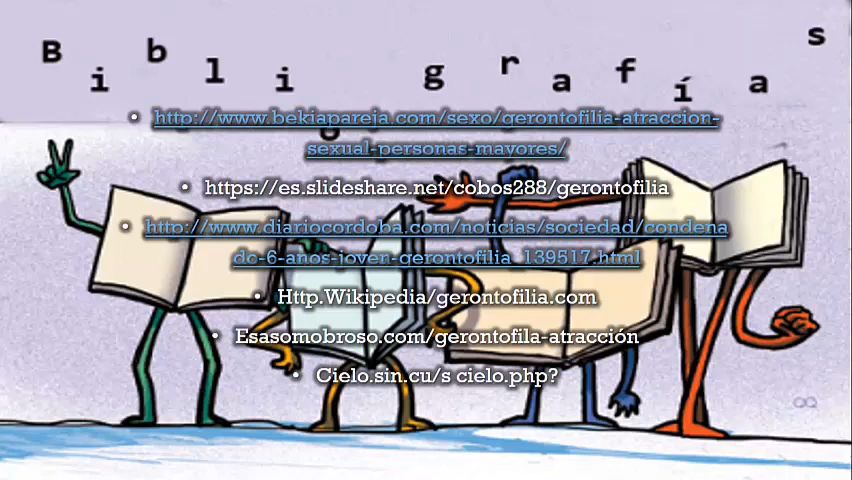 Bibliografías
• http://www.bekiapareja.com/sexo/gerontofilia-atraccion-
sexual-personas-mayores/
• https://es.slideshare.net/cobos288/gerontofilia
• http://www.diariocordoba.com/noticias/sociedad/condena
do-6-anos-joven-gerontofilia_139517.html
• Http.Wikipedia/gerontofilia.com
• Esasomobroso.com/gerontofila-atracción
• Cielo.sin.cu/s cielo.php?